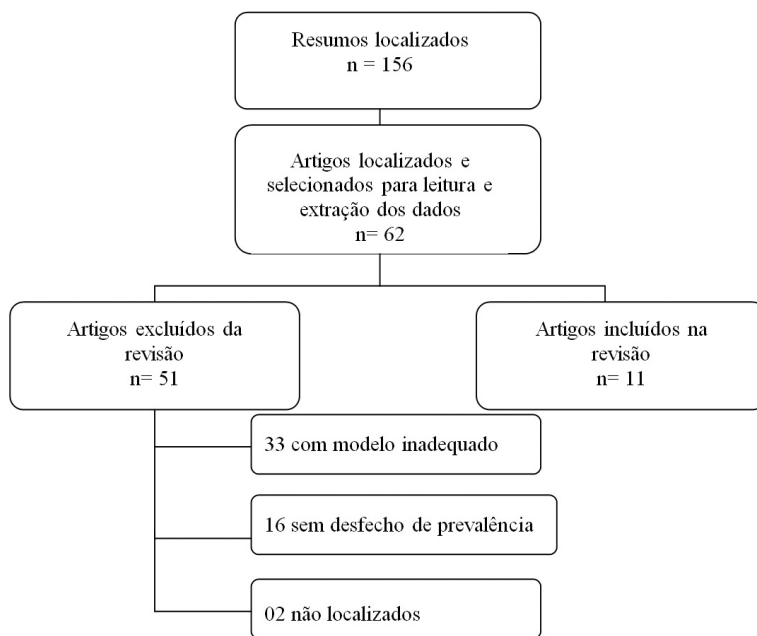 Resumos localizados
n = 156
Artigos localizados e
selecionados para leitura e
extração dos dados
n= 62
Artigos excluídos da
revisão
n= 51
Artigos incluídos na
revisão
n= 11
33 com modelo inadequado
16 sem desfecho de prevalência
02 não localizados